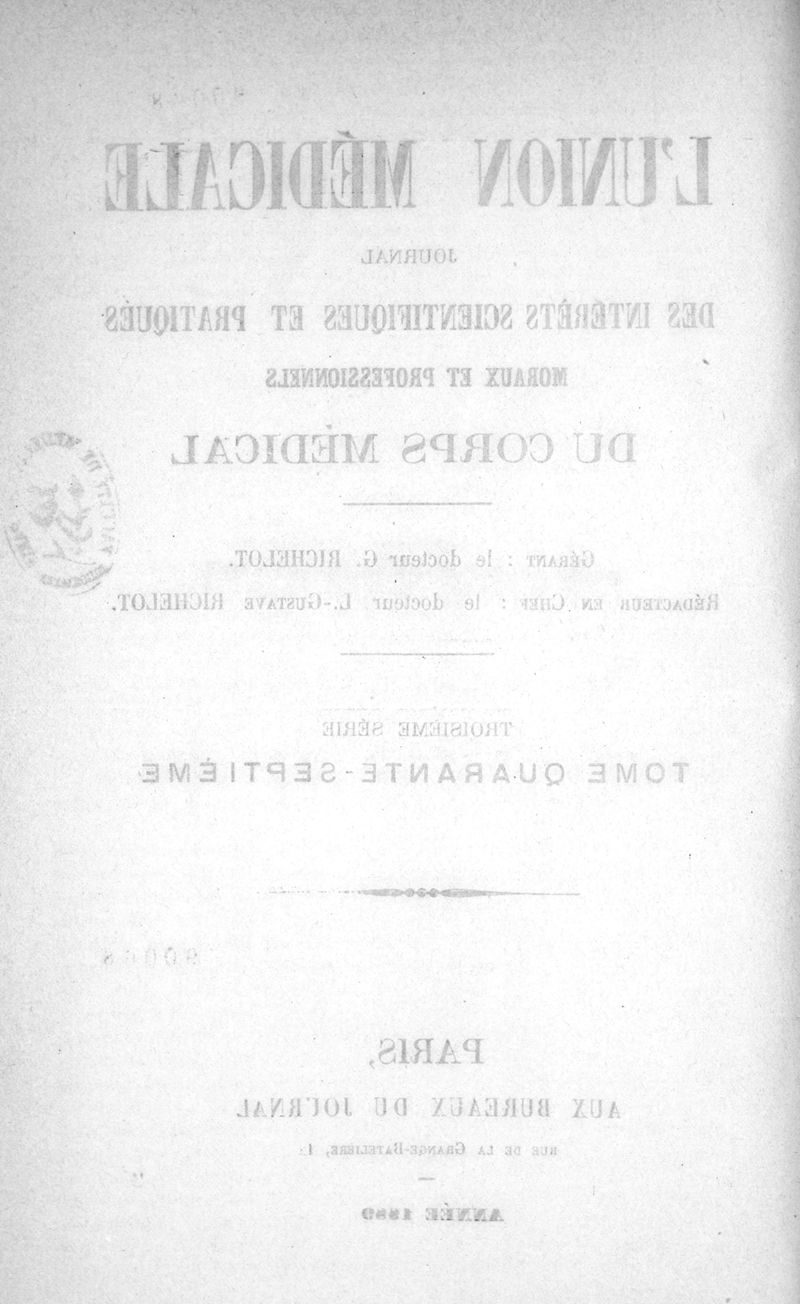 L'UNION MÉDICALE
JOURNAL
DES INTÉRÊTS SCIENTIFIQUES ET PRATIQUES
MORAUX ET PROFESSIONNELS
DU CORPS MÉDICAL
GÉRANT : le docteur G. RICHELOT.
RÉDACTEUR EN CHEF : le docteur L.-GUSTAVE RICHELOT.
TROISIÈME SÉRIE
TOME QUARANTE-SEPTIÈME
PARIS,
AUX BUREAUX DU JOURNAL
RUE DE LA GRANGE-BATELIÈRE,
ANNÉE 1889